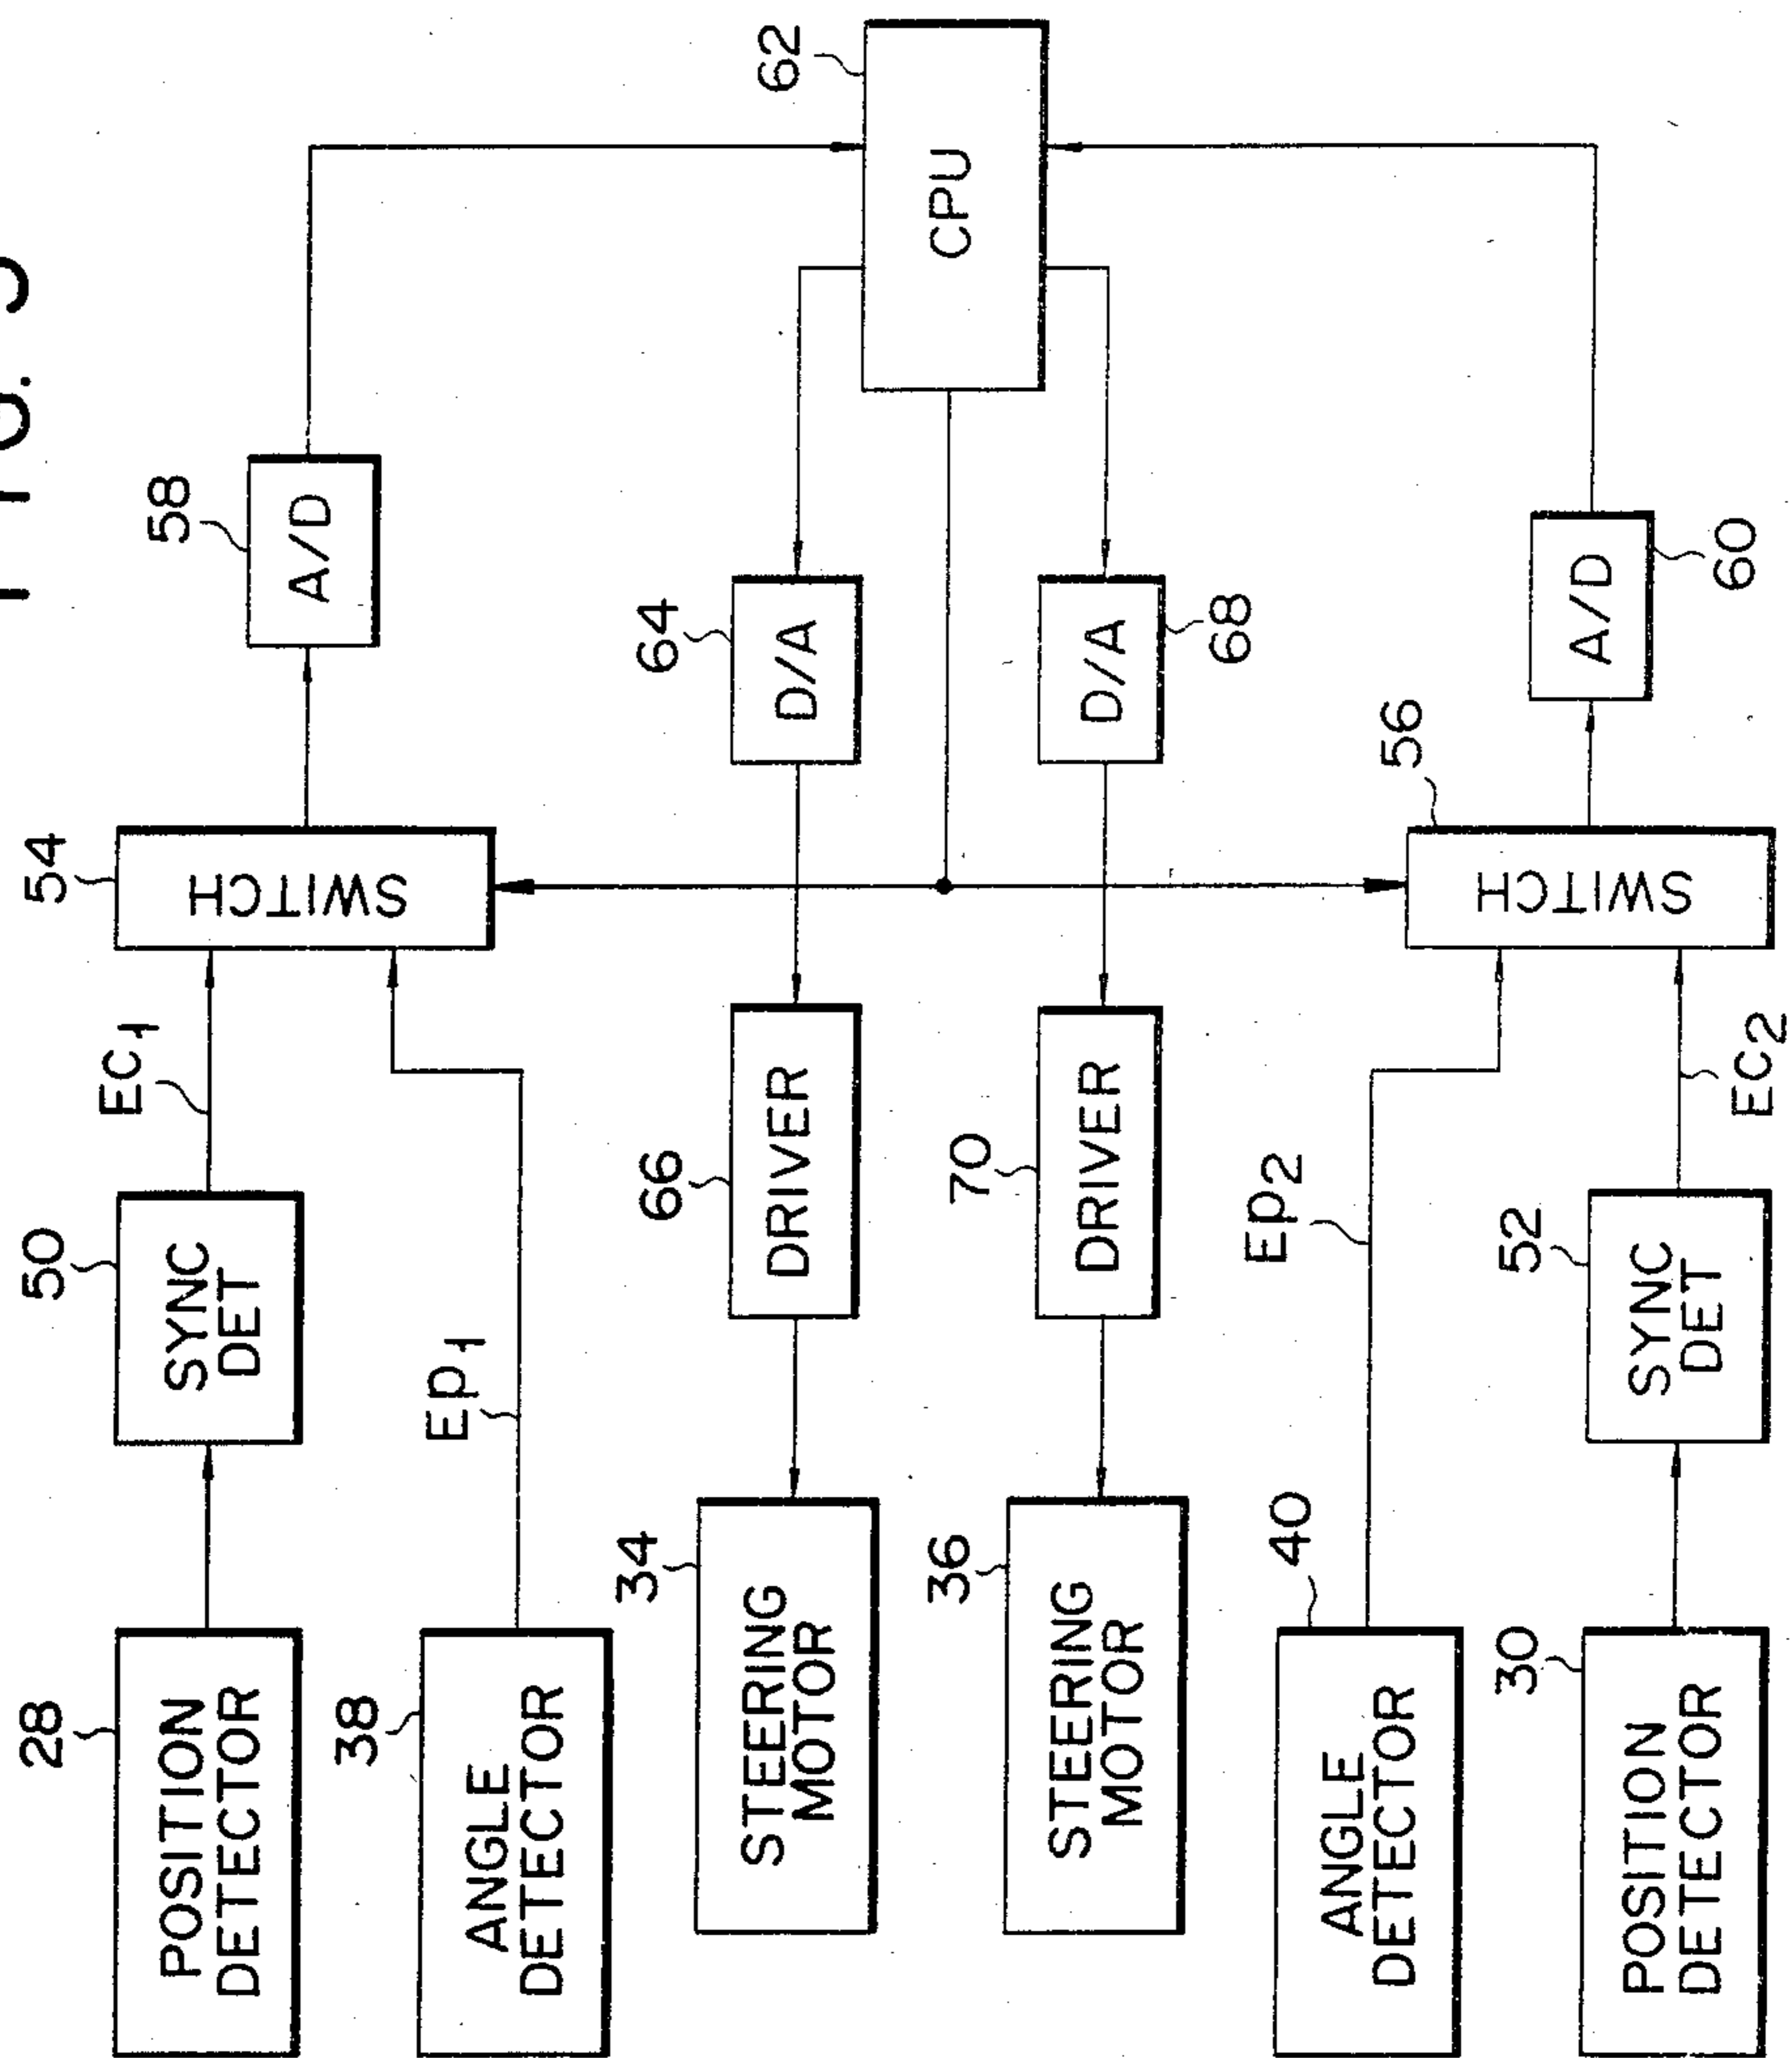 FIG.
28
50
54
POSITION
DETECTOR
SYNC
DET
EC1
SWITCH
58
A/D
38
ANGLE
DETECTOR
EP1
34
66
64
62
STEERING
MOTOR
DRIVER
D/A
CPU
36
70
68
STEERING
MOTOR
DRIVER
D/A
40
EP2
56
ANGLE
DETECTOR
SWITCH
A/D
60
30
52
POSITION
DETECTOR
SYNC
DET
EC2